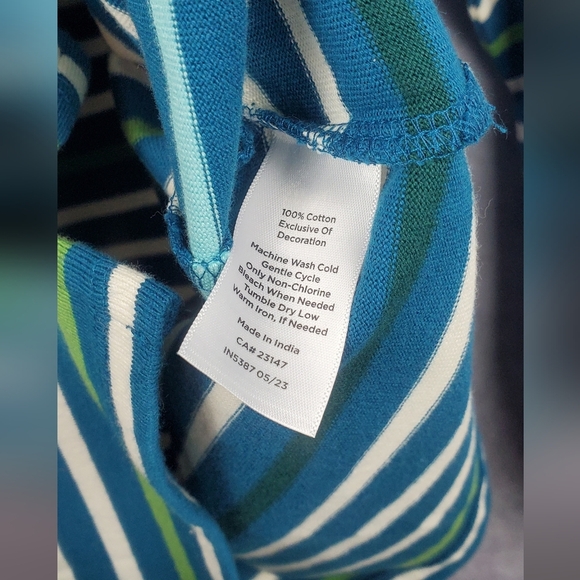 100% Cotton
Exclusive Of
Decoration
Machine Wash Cold
Gentle Cycle
Only Non-Chlorine
Bleach When Needed
Tumble Dry Low
Warm Iron, If Needed
Made In India
CA# 23147
IN5387 05/23